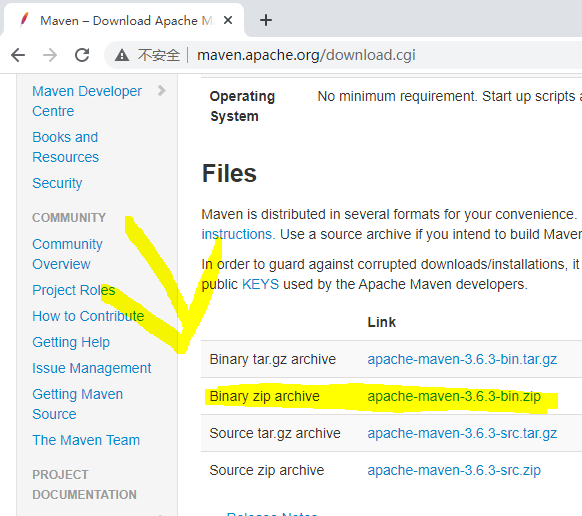 Maven – Download Apache M
不安全 | maven.apache.org/download.cgi
Maven Developer
Centre
Books and
Resources
Security
COMMUNITY
Community
Overview
Project Roles
How to Contribute
Getting Help
Issue Management
Getting Maven
Source
The Maven Team
PROJECT
DOCUMENTATION
Operating
System
No minimum requirement. Start up scripts a
Files
Maven is distributed in several formats for your convenience.
instructions. Use a source archive if you intend to build Maven
In order to guard against corrupted downloads/installations, it
public KEYS used by the Apache Maven developers.
Link
Binary tar.gz archive apache-maven-3.6.3-bin.tar.gz
Binary zip archive apache-maven-3.6.3-bin.zip
Source tar.gz archive apache-maven-3.6.3-src.tar.gz
Source zip archive apache-maven-3.6.3-src.zip
Release Notes